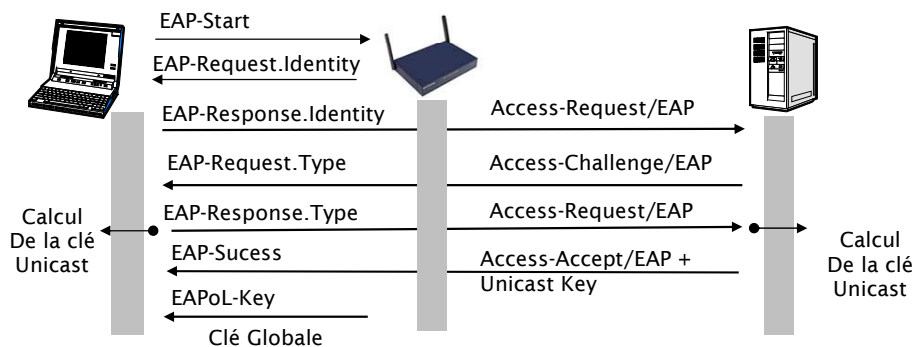 EAP-Start
EAP-Request.Identity
EAP-Response.Identity
Access-Request/EAP
EAP-Request.Type
Access-Challenge/EAP
EAP-Response.Type
Access-Request/EAP
Calcul
De la clé
Unicast
EAP-Sucess
Access-Accept/EAP +
Unicast Key
Calcul
De la clé
Unicast
EAPoL-Key
Clé Globale